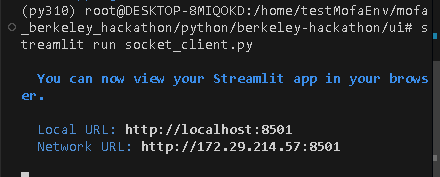 (py310) root@DESKTOP-8MIQOKD:/home/testMofaEnv/mofa
_berkeley_hackathon/python/berkeley-hackathon/ui# s
treamlit run socket_client.py
You can now view your Streamlit app in your brows
er.
Local URL: http://localhost:8501
Network URL: http://172.29.214.57:8501